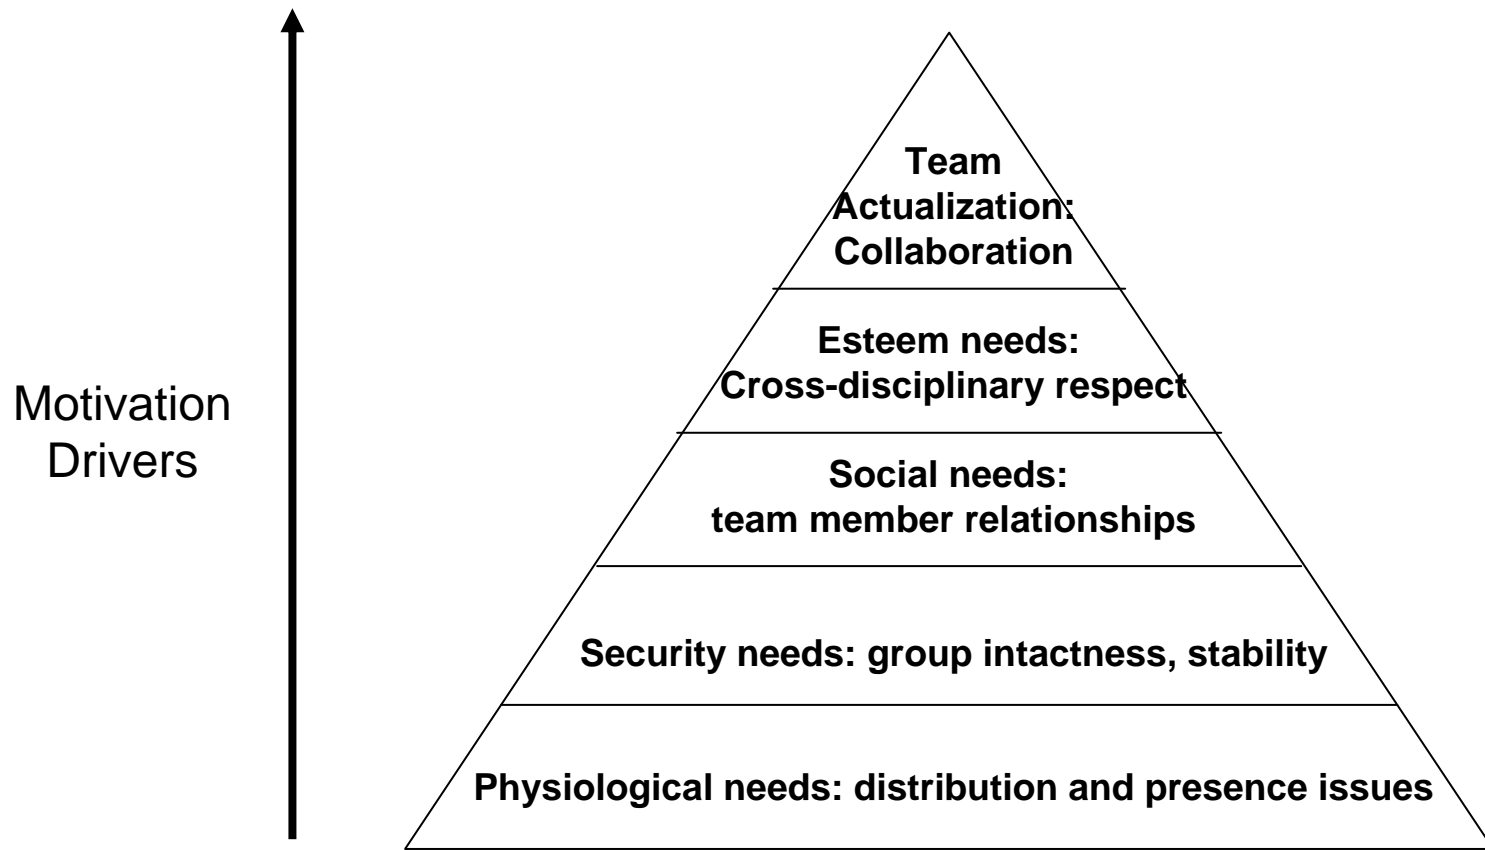 Motivation
Drivers
Team
Actualization:
Collaboration
Esteem needs:
Cross-disciplinary respect
Social needs:
team member relationships
Security needs: group intactness, stability
Physiological needs: distribution and presence issues